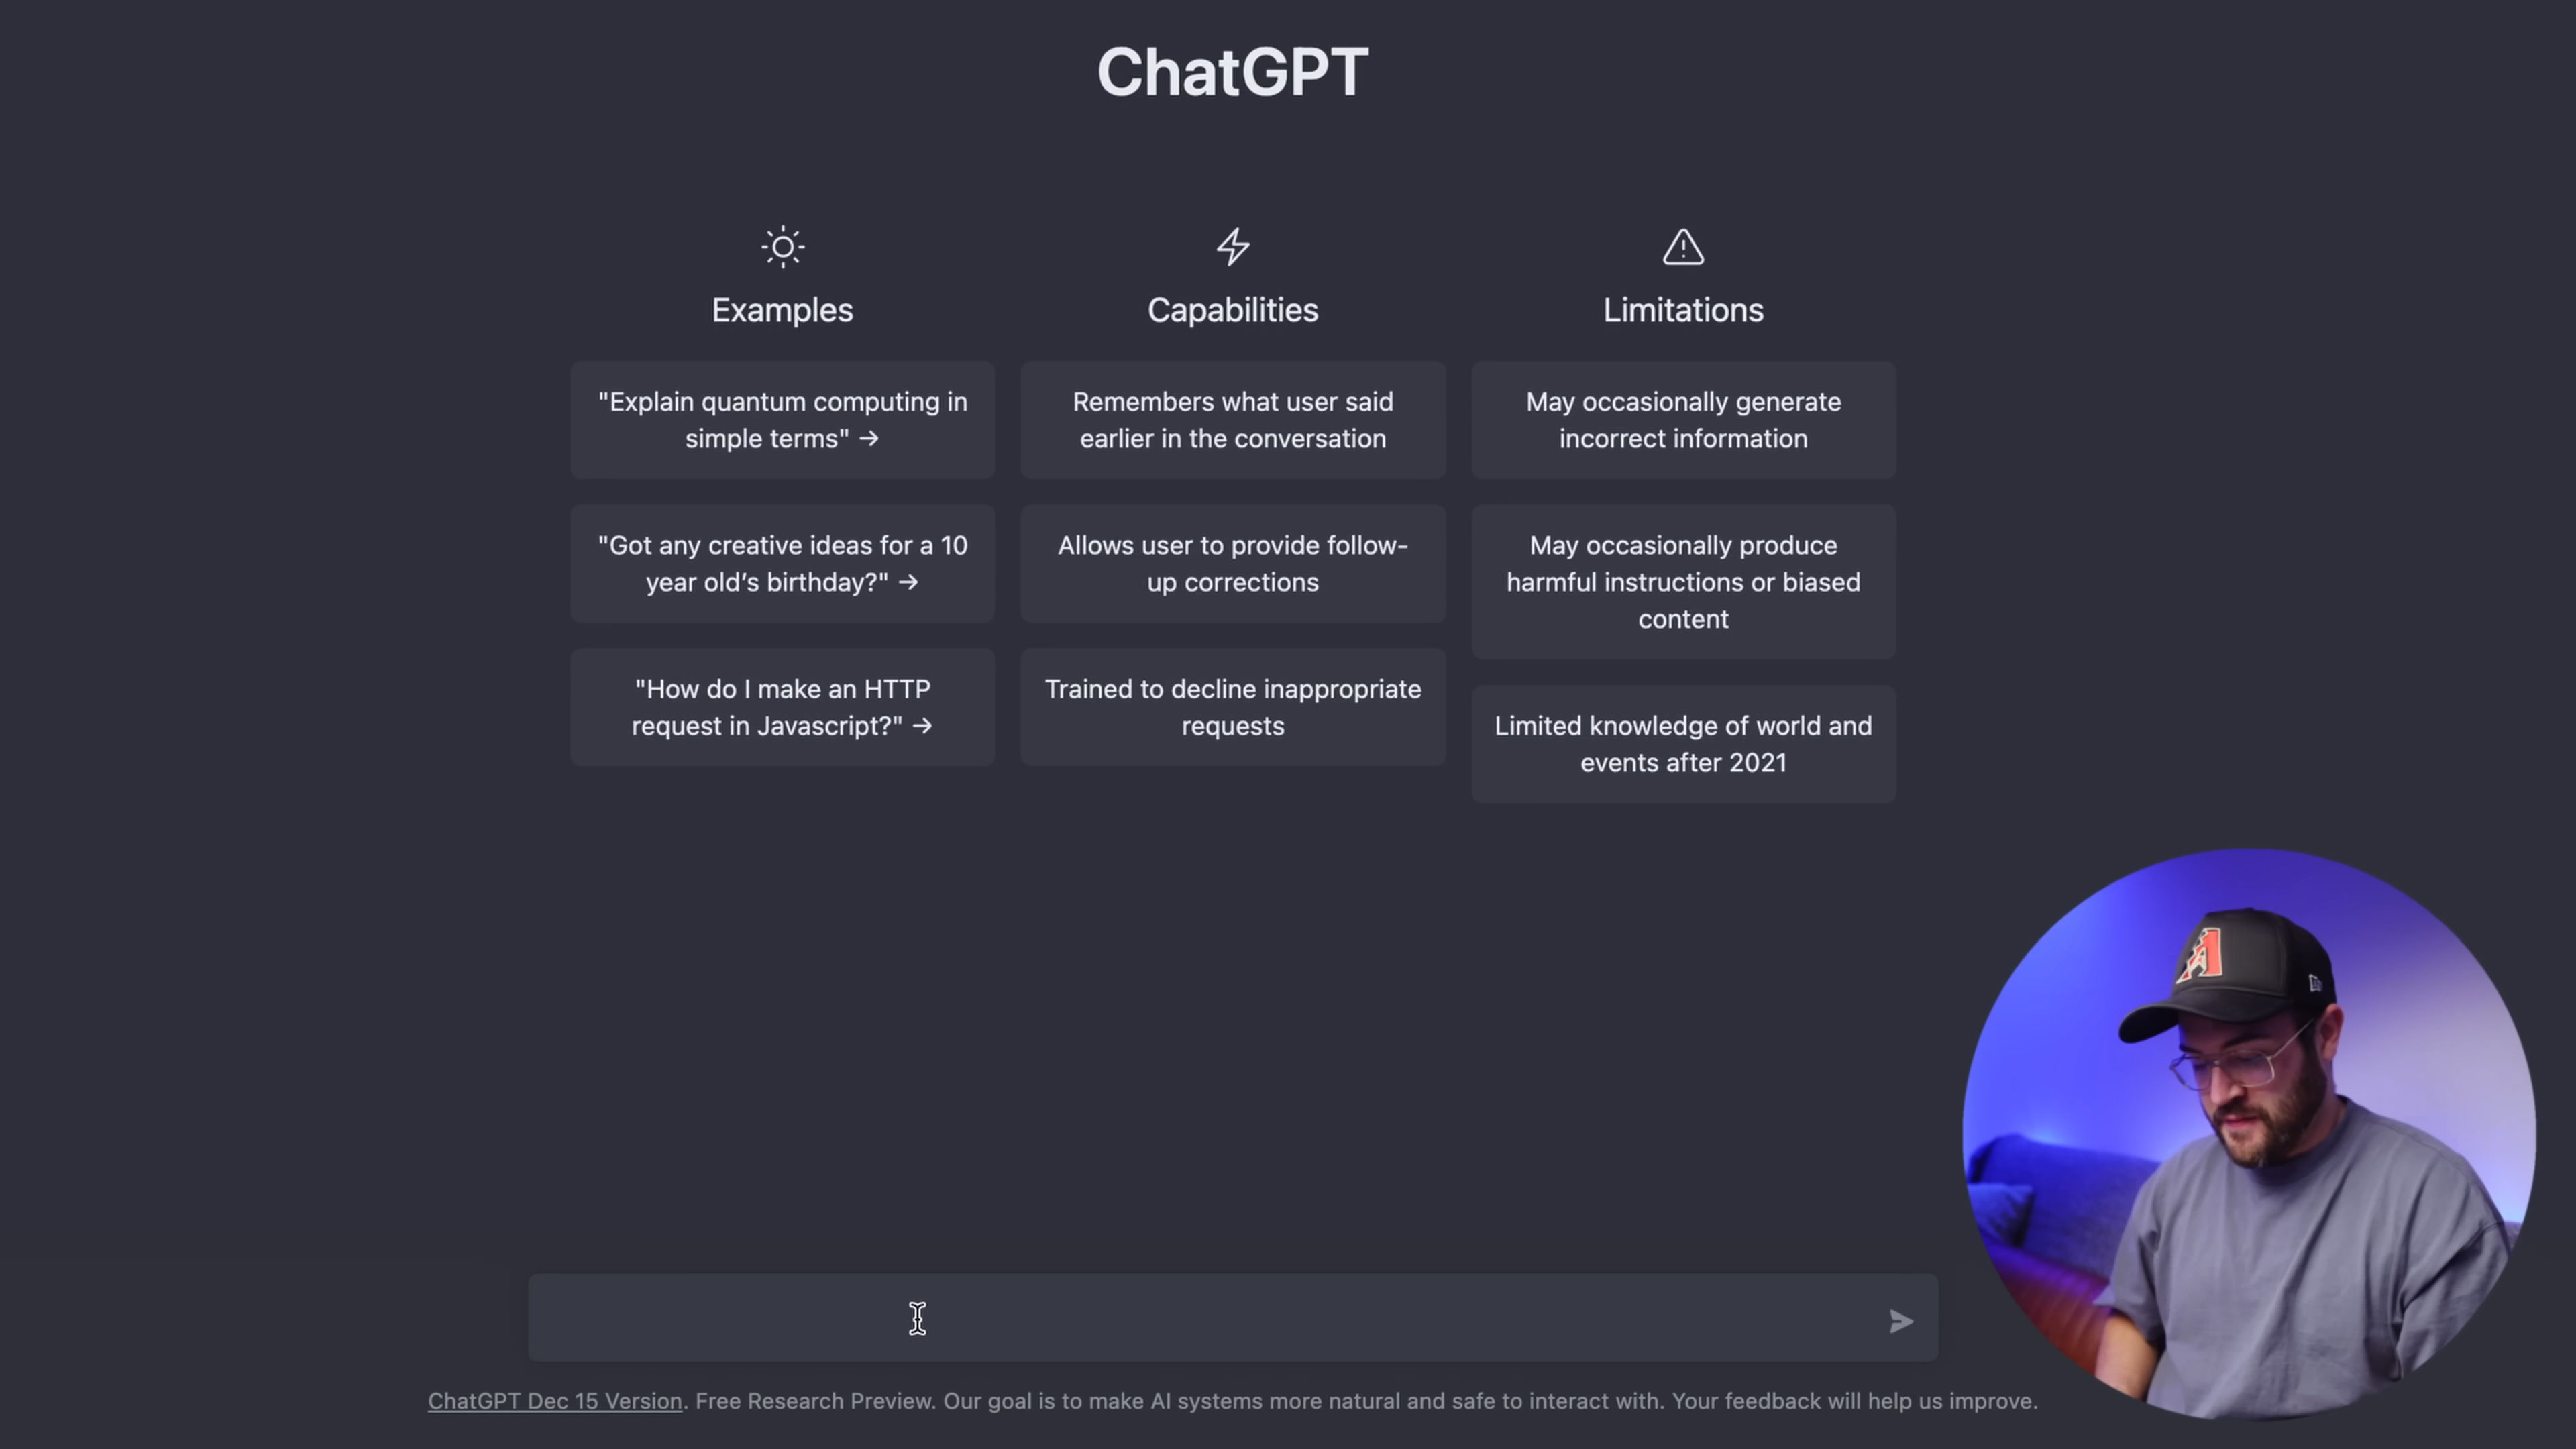 ChatGPT
Examples
"Explain quantum computing in
simple terms" →
"Got any creative ideas for a 10
year old’s birthday?" →
"How do I make an HTTP
request in Javascript?" →
Capabilities
Remembers what user said
earlier in the conversation
Allows user to provide follow-
up corrections
Trained to decline inappropriate
requests
Limitations
May occasionally generate
incorrect information
May occasionally produce
harmful instructions or biased
content
Limited knowledge of world and
events after 2021
A
ChatGPT Dec 15 Version. Free Research Preview. Our goal is to make AI systems more natural and safe to interact with. Your feedback will help us improve.